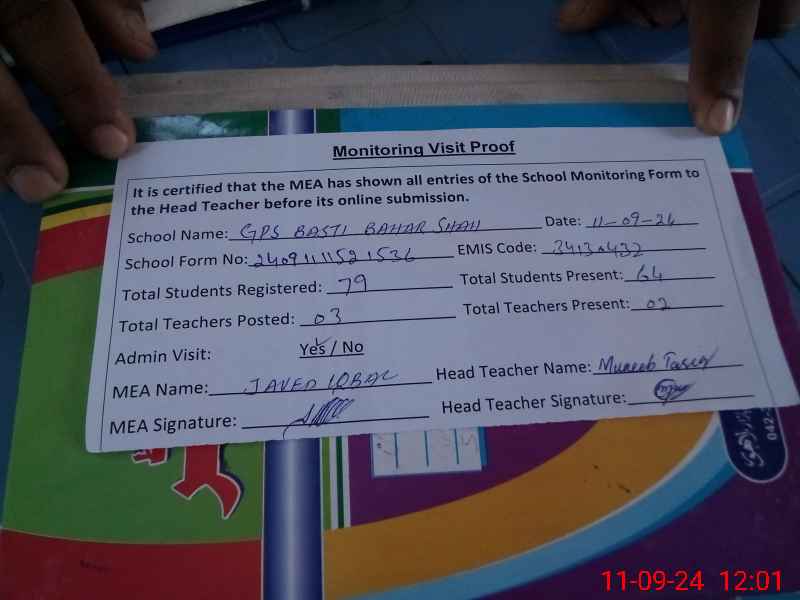 Monitoring Visit Proof
It is certified that the MEA has shown all entries of the School Monitoring Form to
the Head Teacher before its online submission.
School Name: GPS BASTI BAHAR SHAH Date: 11-09-24
School Form No: 2409111521536 EMIS Code: 34130432
Total Students Registered: 79 Total Students Present: 64
Total Teachers Posted: 03 Total Teachers Present: 02
Admin Visit: Yes / No
MEA Name: JAVED IQBAL Head Teacher Name: Muneeb
MEA Signature: Head Teacher Signature:
042-
11-09-24 12:01